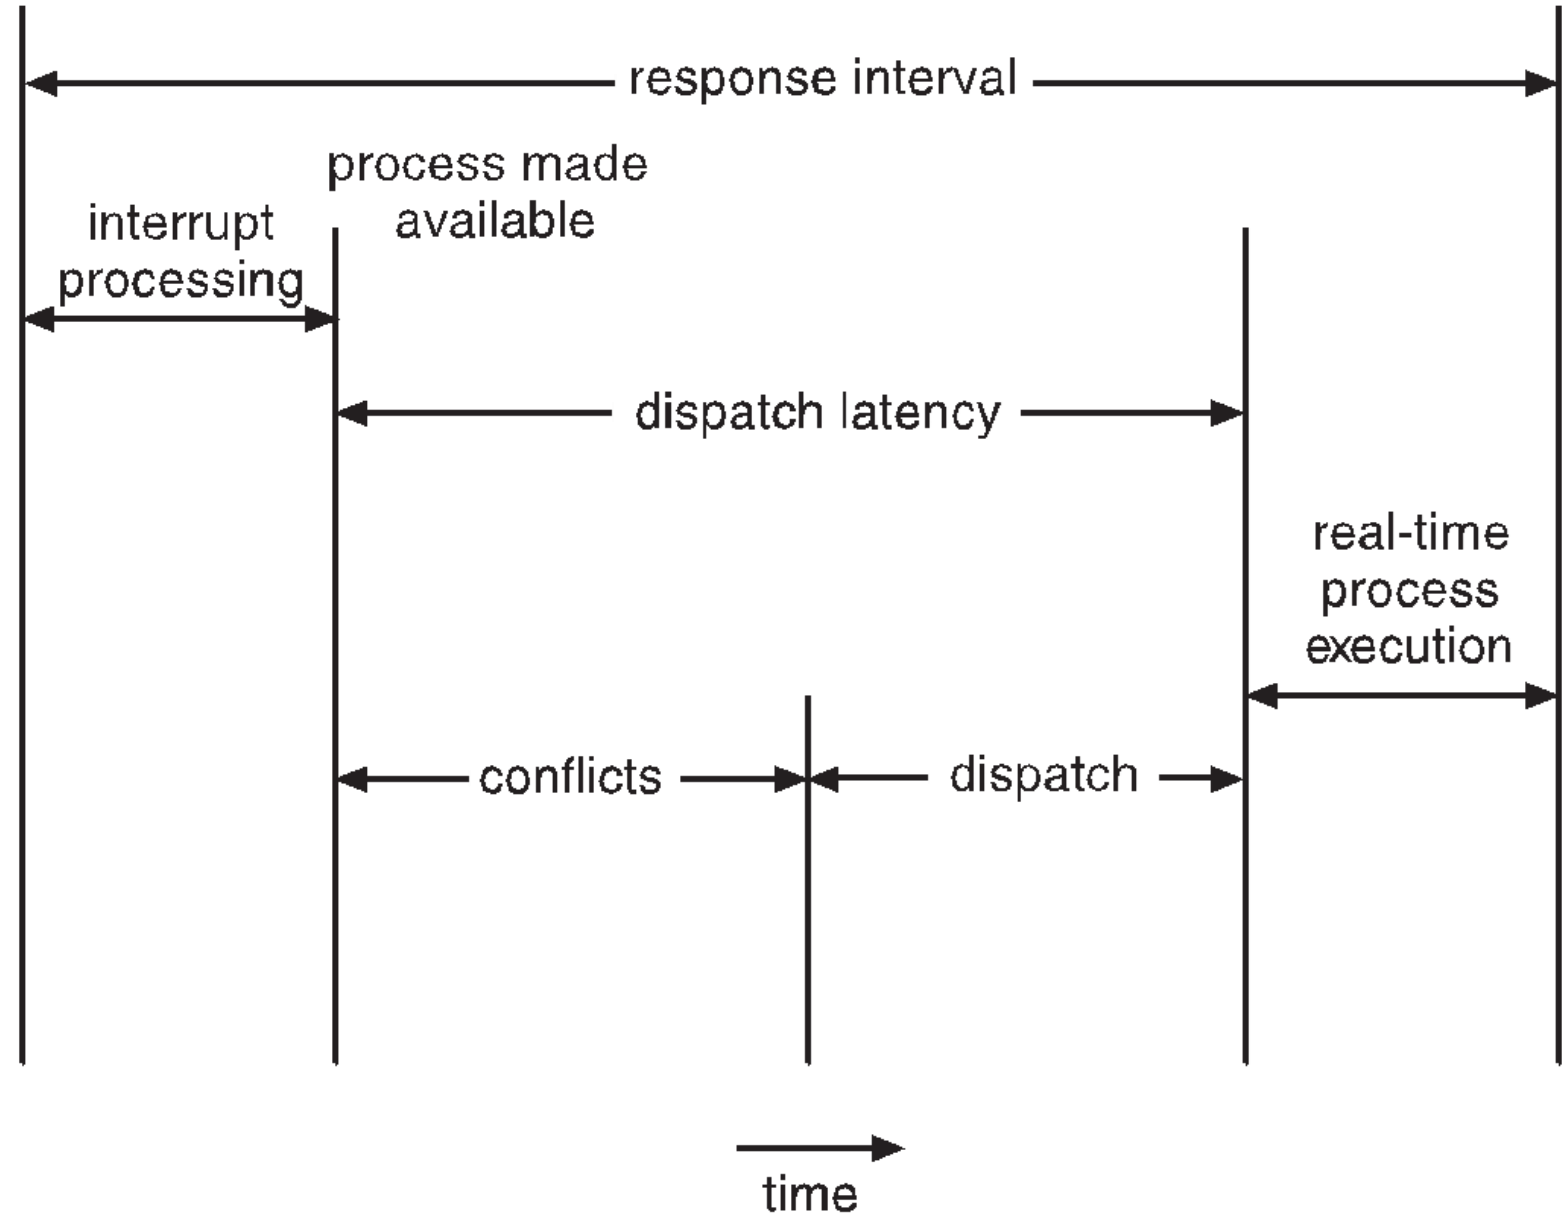 response interval
process made
available
interrupt
processing
dispatch latency
real-time
process
execution
conflicts
dispatch
time